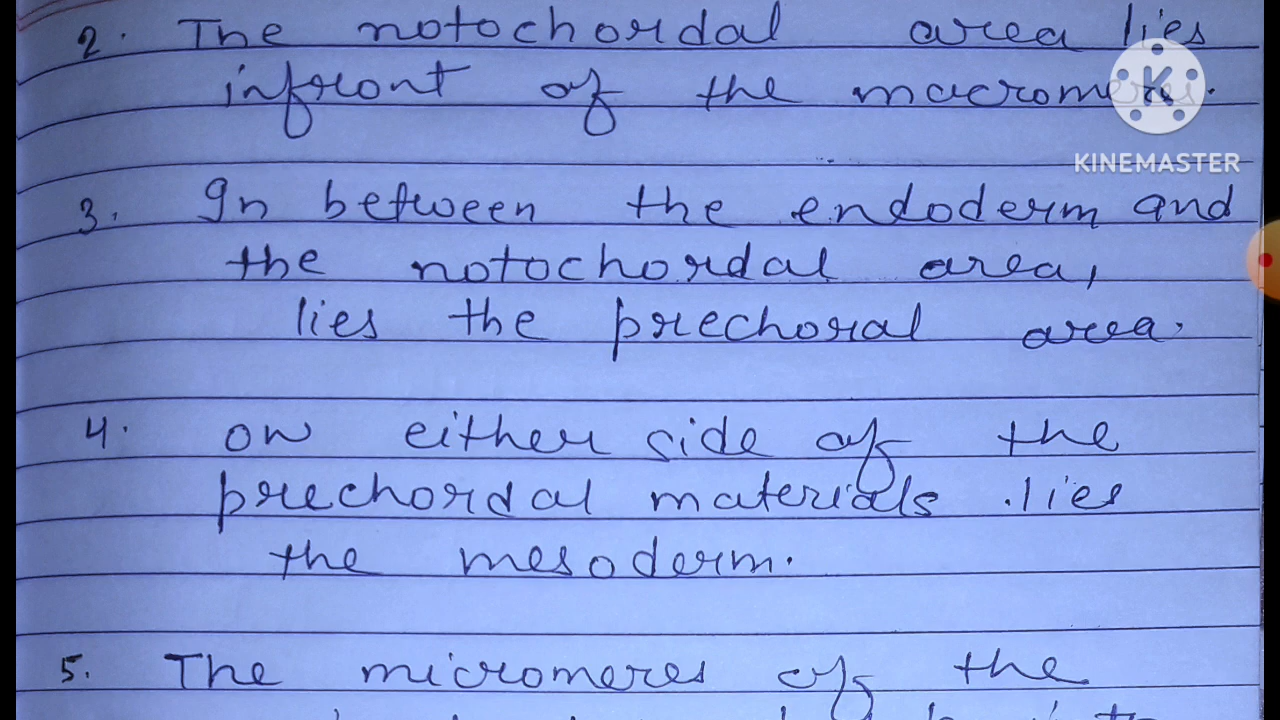 2. The notochordal area lies
infront of the macromeres.
KINEMASTER
3. In between the endoderm and
the notochordal area,
lies the prechoral area.
4. on either side of the
prechordal materials lies
the mesoderm.
5. The micromeres of the